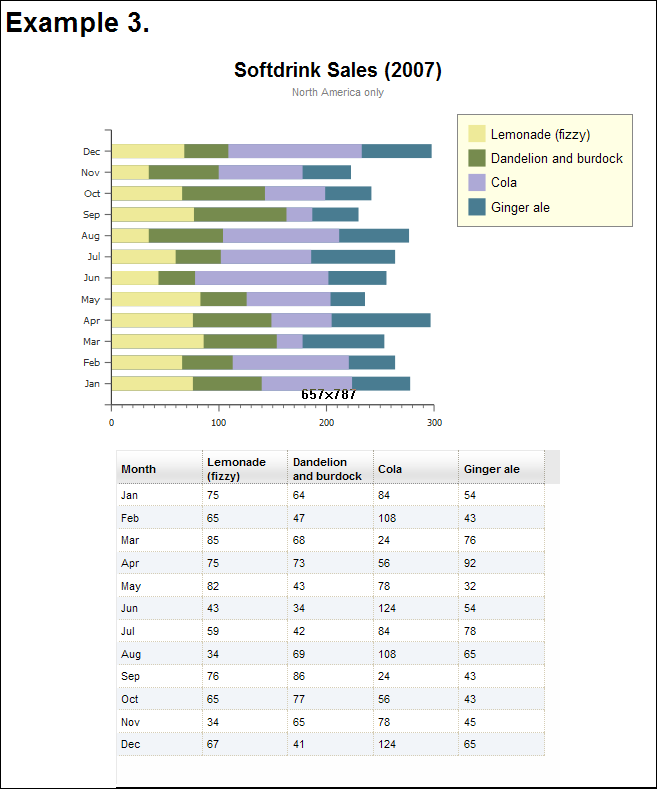 Example 3.
Softdrink Sales (2007)
North America only
Lemonade (fizzy)
Dandelion and burdock
Cola
Ginger ale
Dec
Nov
Oct
Sep
Aug
Jul
Jun
May
Apr
Mar
Feb
Jan
657x787
0 100 200 300
Month Lemonade (fizzy) Dandelion and burdock Cola Ginger ale
Jan 75 64 84 54
Feb 65 47 108 43
Mar 85 68 24 76
Apr 75 73 56 92
May 82 43 78 32
Jun 43 34 124 54
Jul 59 42 84 78
Aug 34 69 108 65
Sep 76 86 24 43
Oct 65 77 56 43
Nov 34 65 78 45
Dec 67 41 124 65